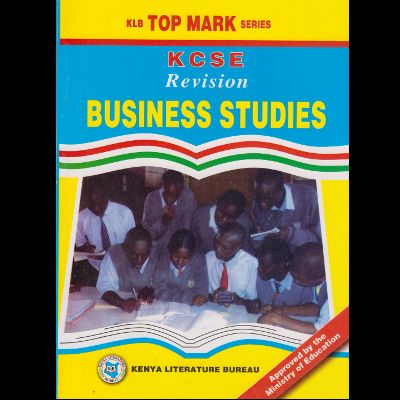 KLB TOP MARK SERIES
KCSE
Revision
BUSINESS STUDIES
KENYA LITERATURE BUREAU
Approved by the
Ministry of Education